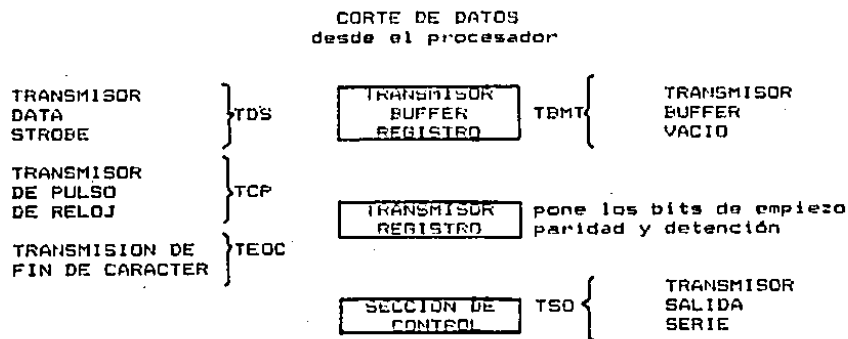 CORTE DE DATOS
desde el procesador
TRANSMISOR
DATA
STROBE
TDS
TRANSMISOR
BUFFER
REGISTRO
TBMT
TRANSMISOR
BUFFER
VACIO
TRANSMISOR
DE PULSO
DE RELOJ
TCP
TRANSMISOR
REGISTRO
pone los bits de empiezo
paridad y detención
TRANSMISION DE
FIN DE CARACTER
TEOC
SECCION DE
CONTROL
TSO
TRANSMISOR
SALIDA
SERIE